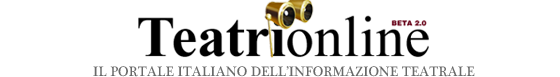 BETA 2.0
Teatrionline
IL PORTALE ITALIANO DELL'INFORMAZIONE TEATRALE